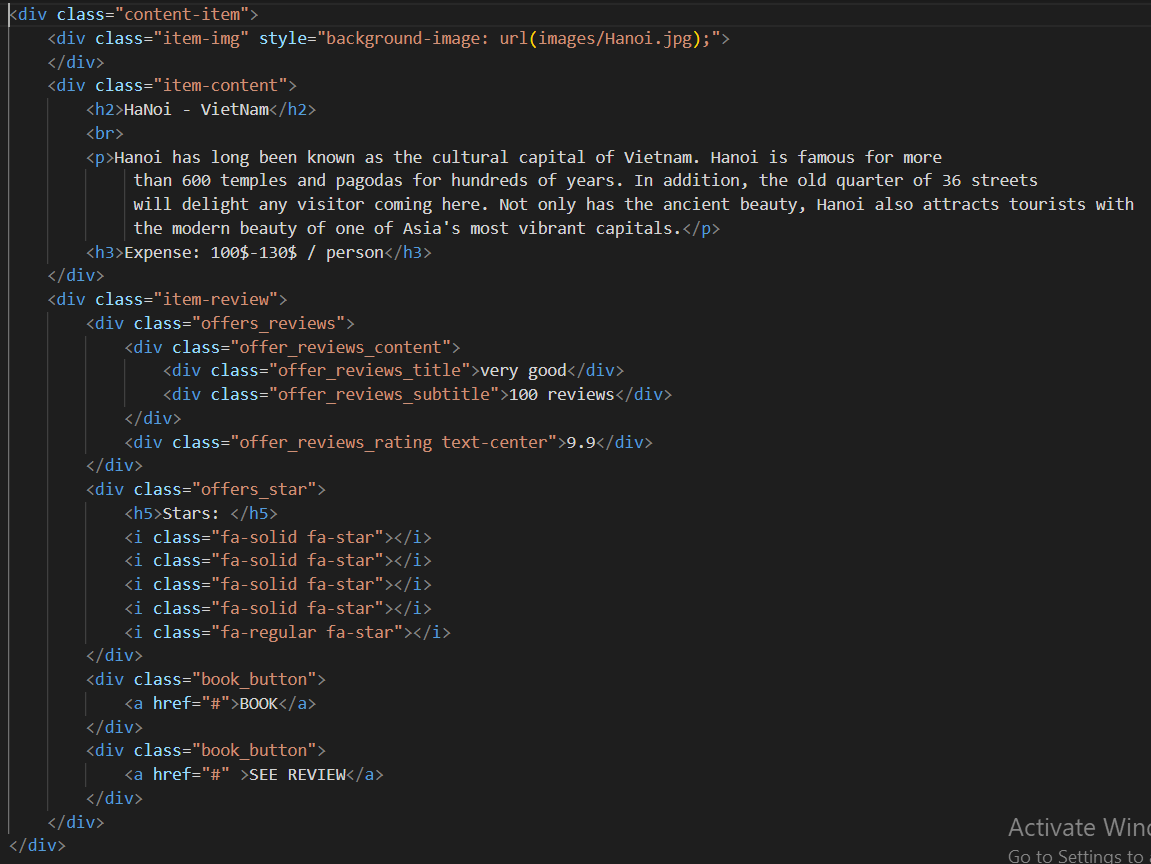 <div class="content-item">
<div class="item-img" style="background-image: url(images/Hanoi.jpg);">
</div>
<div class="item-content">
<h2>HaNoi - VietNam</h2>
<br>
<p>Hanoi has long been known as the cultural capital of Vietnam. Hanoi is famous for more
than 600 temples and pagodas for hundreds of years. In addition, the old quarter of 36 streets
will delight any visitor coming here. Not only has the ancient beauty, Hanoi also attracts tourists with
the modern beauty of one of Asia's most vibrant capitals.</p>
<h3>Expense: 100$-130$ / person</h3>
</div>
<div class="item-review">
<div class="offers_reviews">
<div class="offer_reviews_content">
<div class="offer_reviews_title">very good</div>
<div class="offer_reviews_subtitle">100 reviews</div>
</div>
<div class="offer_reviews_rating text-center">9.9</div>
</div>
<div class="offers_star">
<h5>Stars: </h5>
<i class="fa-solid fa-star"></i>
<i class="fa-solid fa-star"></i>
<i class="fa-solid fa-star"></i>
<i class="fa-solid fa-star"></i>
<i class="fa-regular fa-star"></i>
</div>
<div class="book_button">
<a href="#">BOOK</a>
</div>
<div class="book_button">
<a href="#" >SEE REVIEW</a>
</div>
</div>
</div>
Activate Win
Go to Settings to